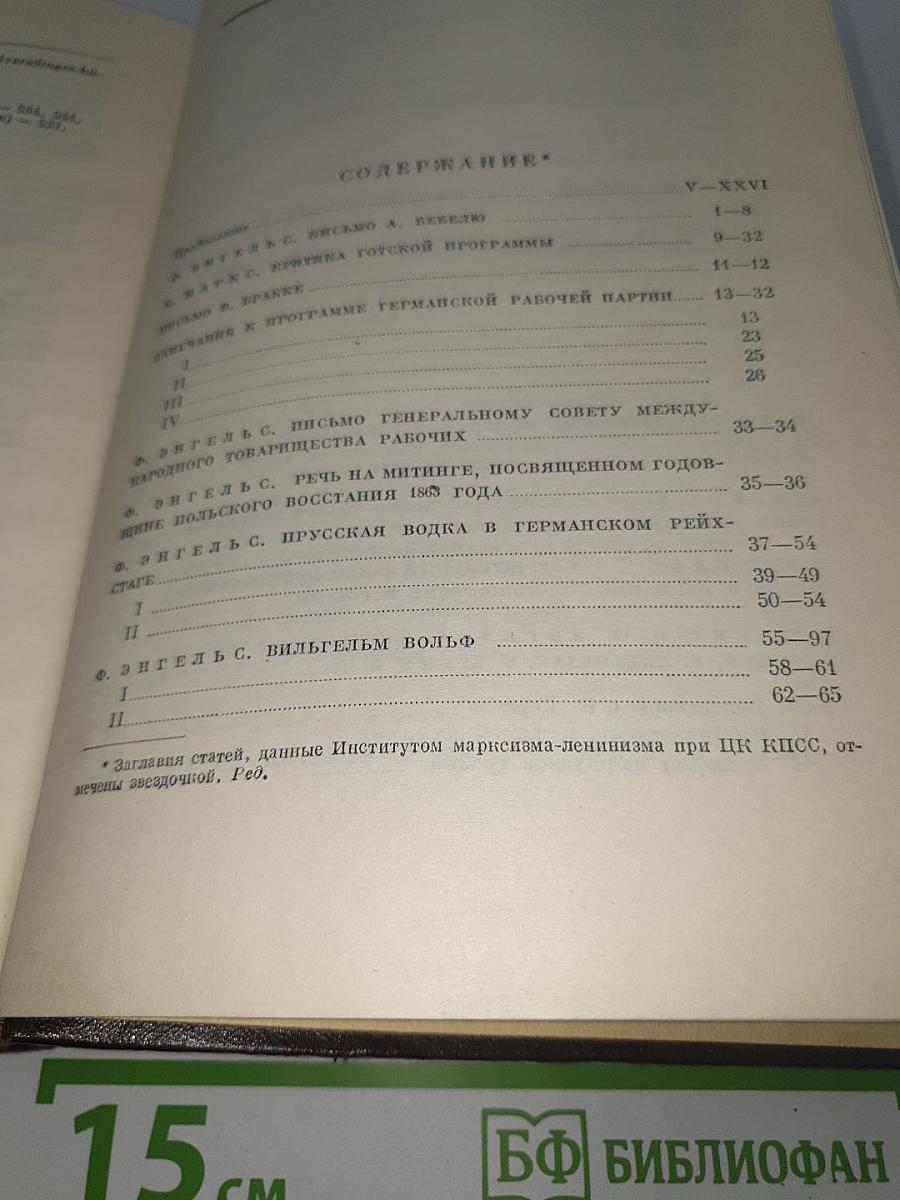 СОДЕРЖАНИЕ*
Предисловие V—XXVI
Ф. ЭНГЕЛЬС. ПИСЬМО А. БЕБЕЛЮ 1—8
К. МАРКС. КРИТИКА ГОТСКОЙ ПРОГРАММЫ 9—32
ПИСЬМО В. БРАККЕ 11—12
ЗАМЕЧАНИЯ К ПРОГРАММЕ ГЕРМАНСКОЙ РАБОЧЕЙ ПАРТИИ 13—32
I 13
II 23
III 25
IV 26
Ф. ЭНГЕЛЬС. ПИСЬМО ГЕНЕРАЛЬНОМУ СОВЕТУ МЕЖДУ-
НАРОДНОГО ТОВАРИЩЕСТВА РАБОЧИХ 33—34
Ф. ЭНГЕЛЬС. РЕЧЬ НА МИТИНГЕ, ПОСВЯЩЕННОМ ГОДОВ-
ЩИНЕ ПОЛЬСКОГО ВОССТАНИЯ 1863 ГОДА 35—36
Ф. ЭНГЕЛЬС. ПРУССКАЯ ВОДКА В ГЕРМАНСКОМ РЕЙХ-
СТАГЕ 37—54
I 39—49
II 50—54
Ф. ЭНГЕЛЬС. ВИЛЬГЕЛЬМ ВОЛЬФ 55—97
I 58—61
II 62—65
* Заглавия статей, данные Институтом марксизма-ленинизма при ЦК КПСС, от-
мечены звездочкой. Ред.
15 см
БФ БИБЛИОФАН